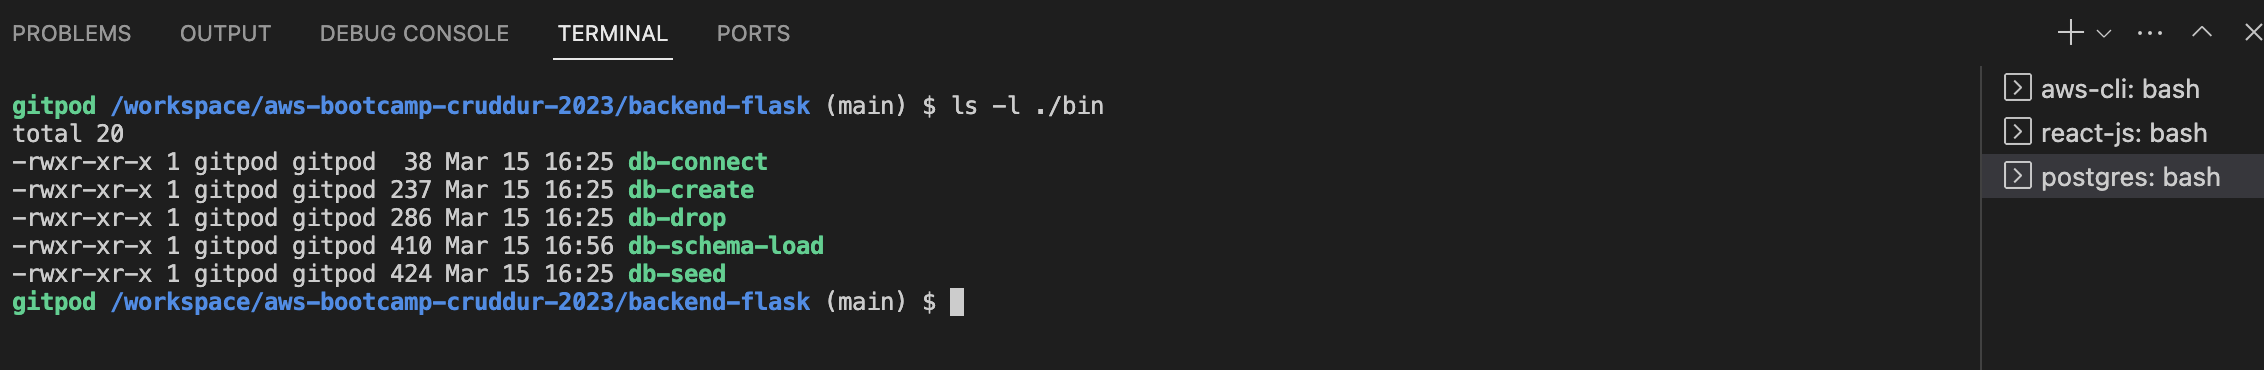 PROBLEMS OUTPUT DEBUG CONSOLE TERMINAL PORTS
gitpod /workspace/aws-bootcamp-cruddur-2023/backend-flask (main) $ ls -l ./bin
total 20
-rwxr-xr-x 1 gitpod gitpod  38 Mar 15 16:25 db-connect
-rwxr-xr-x 1 gitpod gitpod 237 Mar 15 16:25 db-create
-rwxr-xr-x 1 gitpod gitpod 286 Mar 15 16:25 db-drop
-rwxr-xr-x 1 gitpod gitpod 410 Mar 15 16:56 db-schema-load
-rwxr-xr-x 1 gitpod gitpod 424 Mar 15 16:25 db-seed
gitpod /workspace/aws-bootcamp-cruddur-2023/backend-flask (main) $
aws-cli: bash
react-js: bash
postgres: bash